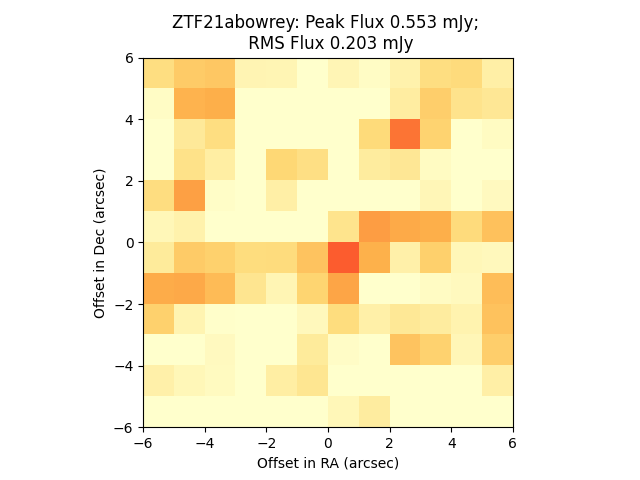 ZTF21abowrey: Peak Flux 0.553 mJy;
RMS Flux 0.203 mJy
6
4
2
0
−2
−4
−6
Offset in Dec (arcsec)
−6 −4 −2 0 2 4 6
Offset in RA (arcsec)